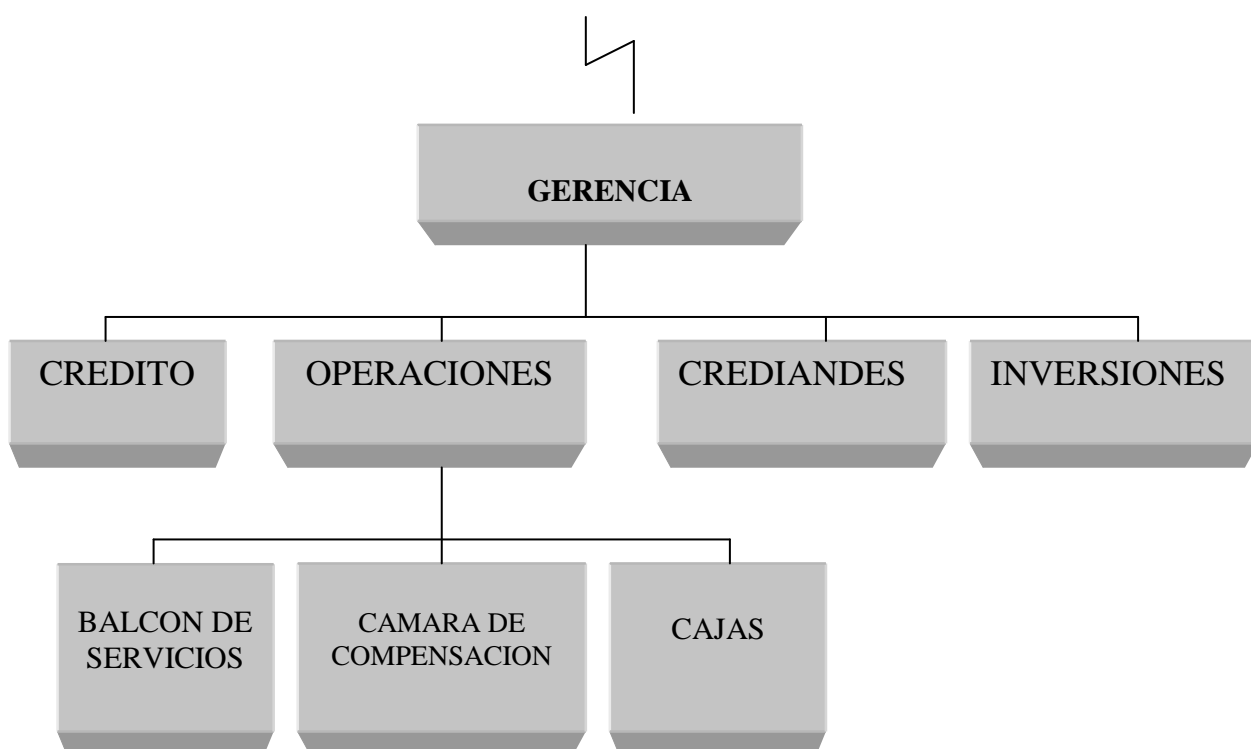 GERENCIA
CREDITO
OPERACIONES
CREDIANDES
INVERSIONES
BALCON DE
SERVICIOS
CAMARA DE
COMPENSACION
CAJAS